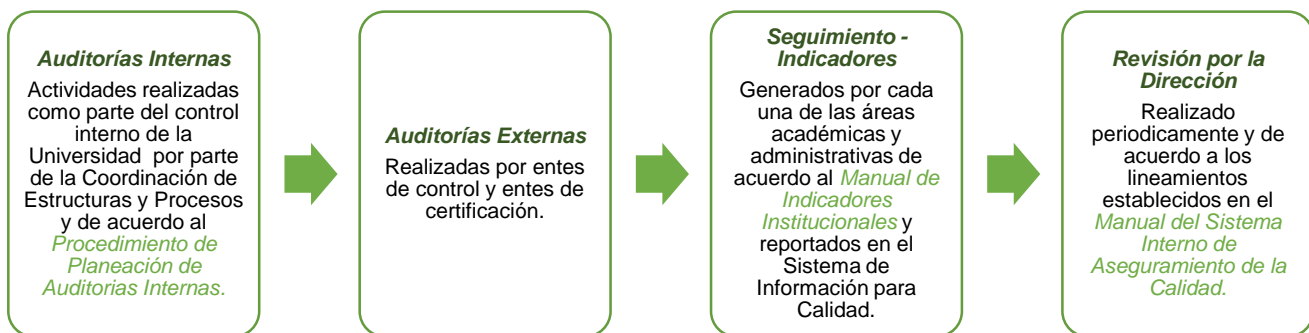 Auditorías Internas
Actividades realizadas
como parte del control
interno de la
Universidad por parte
de la Coordinación de
Estructuras y Procesos
y de acuerdo al
Procedimiento de
Planeación de
Auditorias Internas.
Auditorías Externas
Realizadas por entes
de control y entes de
certificación.
Seguimiento -
Indicadores
Generados por cada
una de las áreas
académicas y
administrativas de
acuerdo al Manual de
Indicadores
Institucionales y
reportados en el
Sistema de
Información para
Calidad.
Revisión por la
Dirección
Realizado
periodicamente y de
acuerdo a los
lineamientos
establecidos en el
Manual del Sistema
Interno de
Aseguramiento de la
Calidad.